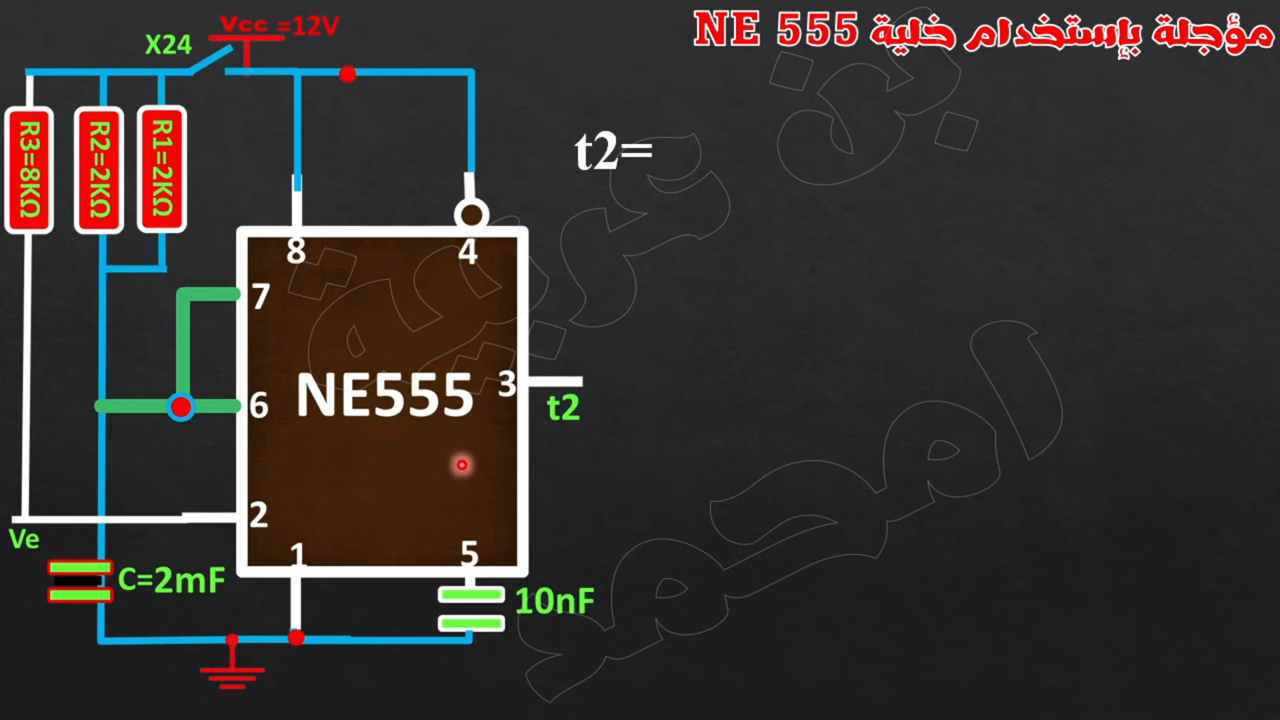 مؤجلة بإستخدام خلية NE 555
Vcc =12V
X24
R3=8KΩ
R2=2KΩ
R1=2KΩ
t2=
8
4
7
NE555
3
6
t2
2
Ve
1
5
C=2mF
10nF